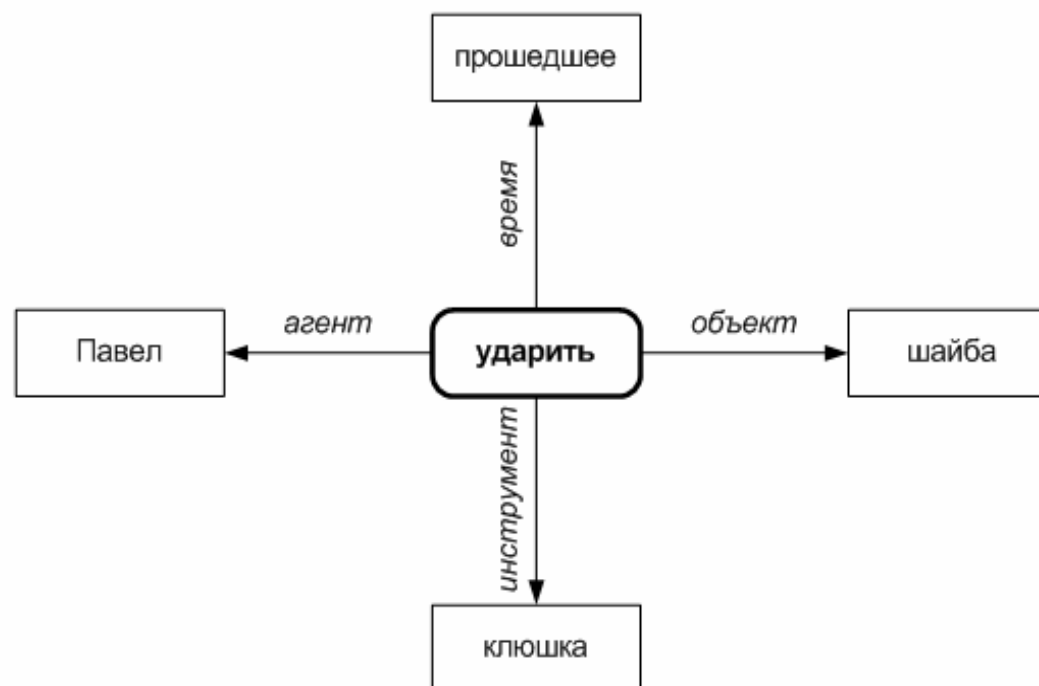 прошедшее
время
Павел
агент
ударить
объект
шайба
инструмент
клюшка